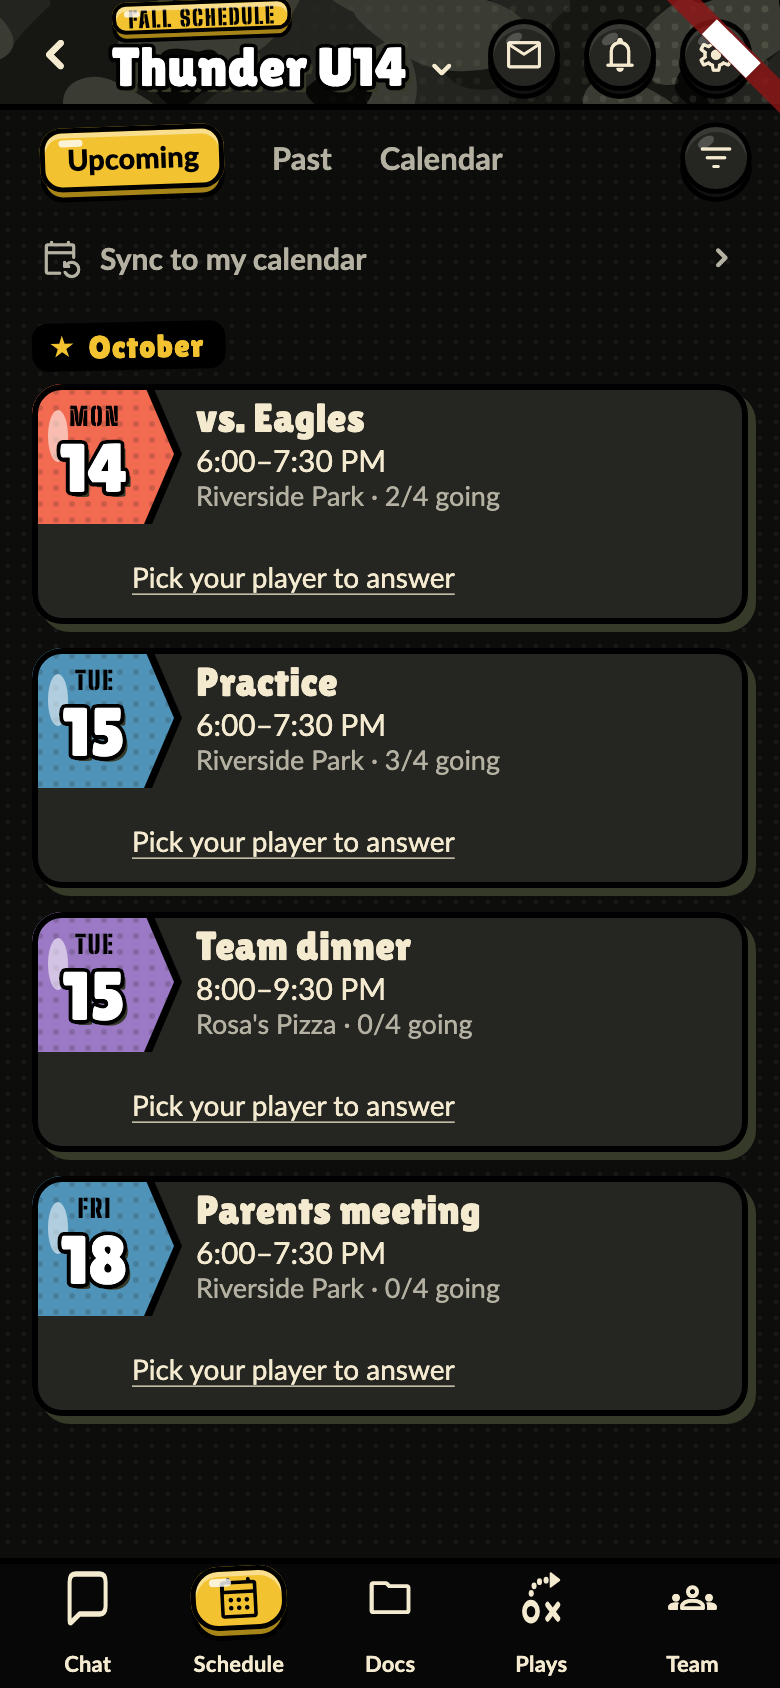 FALL SCHEDULE
Thunder U14
Upcoming
Past
Calendar
Sync to my calendar
★ October
MON
14
vs. Eagles
6:00–7:30 PM
Riverside Park · 2/4 going
Pick your player to answer
TUE
15
Practice
6:00–7:30 PM
Riverside Park · 3/4 going
Pick your player to answer
TUE
15
Team dinner
8:00–9:30 PM
Rosa's Pizza · 0/4 going
Pick your player to answer
FRI
18
Parents meeting
6:00–7:30 PM
Riverside Park · 0/4 going
Pick your player to answer
Chat
Schedule
Docs
Plays
Team